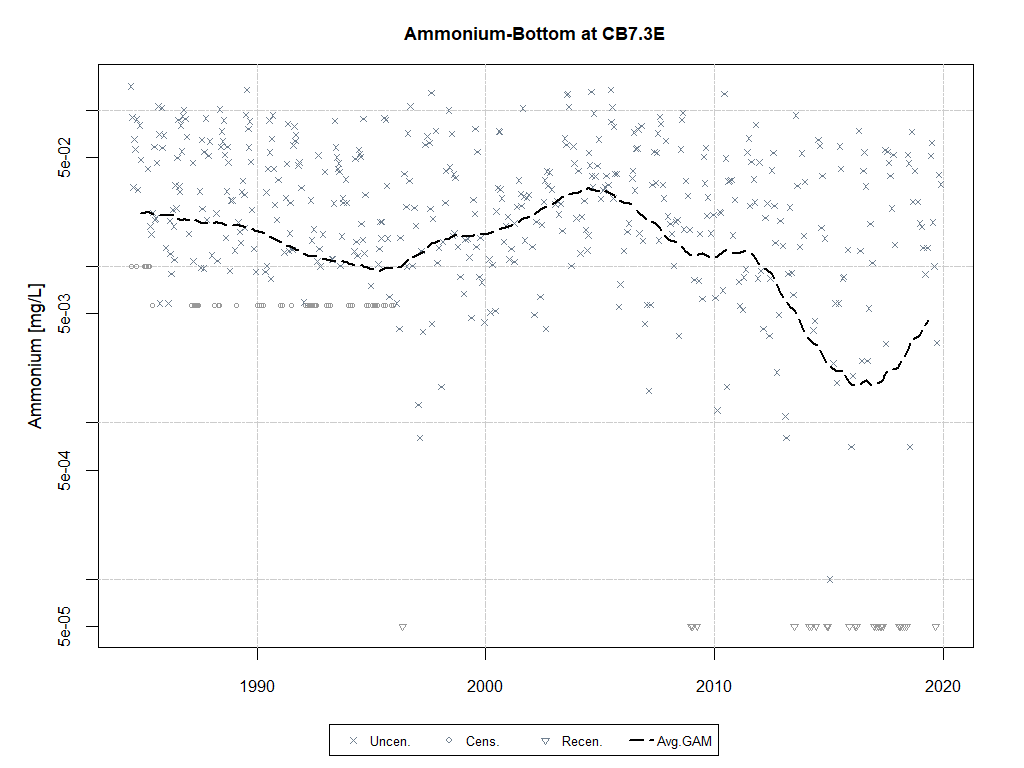 Ammonium-Bottom at CB7.3E
Ammonium [mg/L]
5e-02
5e-03
5e-04
5e-05
1990 2000 2010 2020
Uncen. Cens. Recen. Avg.GAM